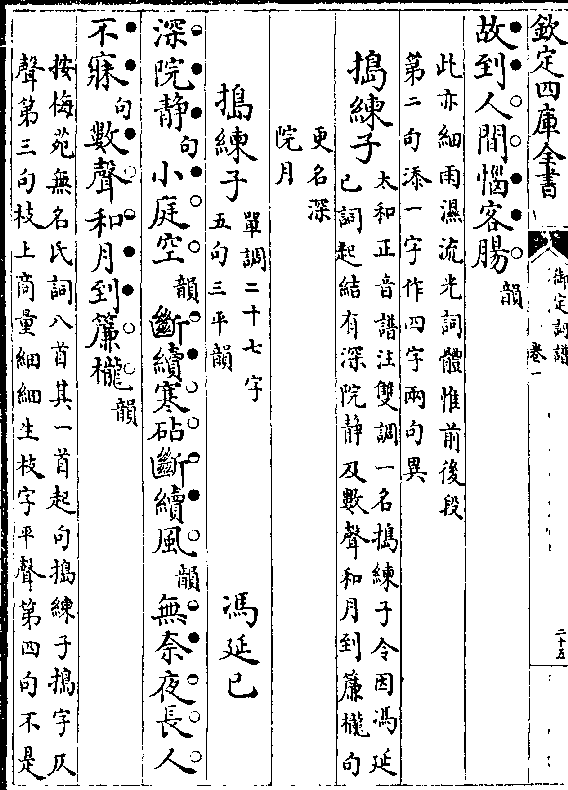 欽定四庫全書
御定詞譜
卷一
二十五
故到人間惱客腸韻
此亦細雨濕流光詞體惟前後段
第二句添一字作四字兩句異
搗練子
太和正音譜注雙調一名搗練子令因馮延
巳詞起結有深院靜及數聲和月到簾櫳句
更名深
院月
搗練子
單調二十七字
五句三平韻
馮延巳
深院靜句小庭空韻斷續寒砧斷續風韻無奈夜長人
不寐句數聲和月到簾櫳韻
按梅苑無名氏詞八首其一首起句搗練子搗字仄
聲第三句枝上商量細細生枝字平聲第四句不是